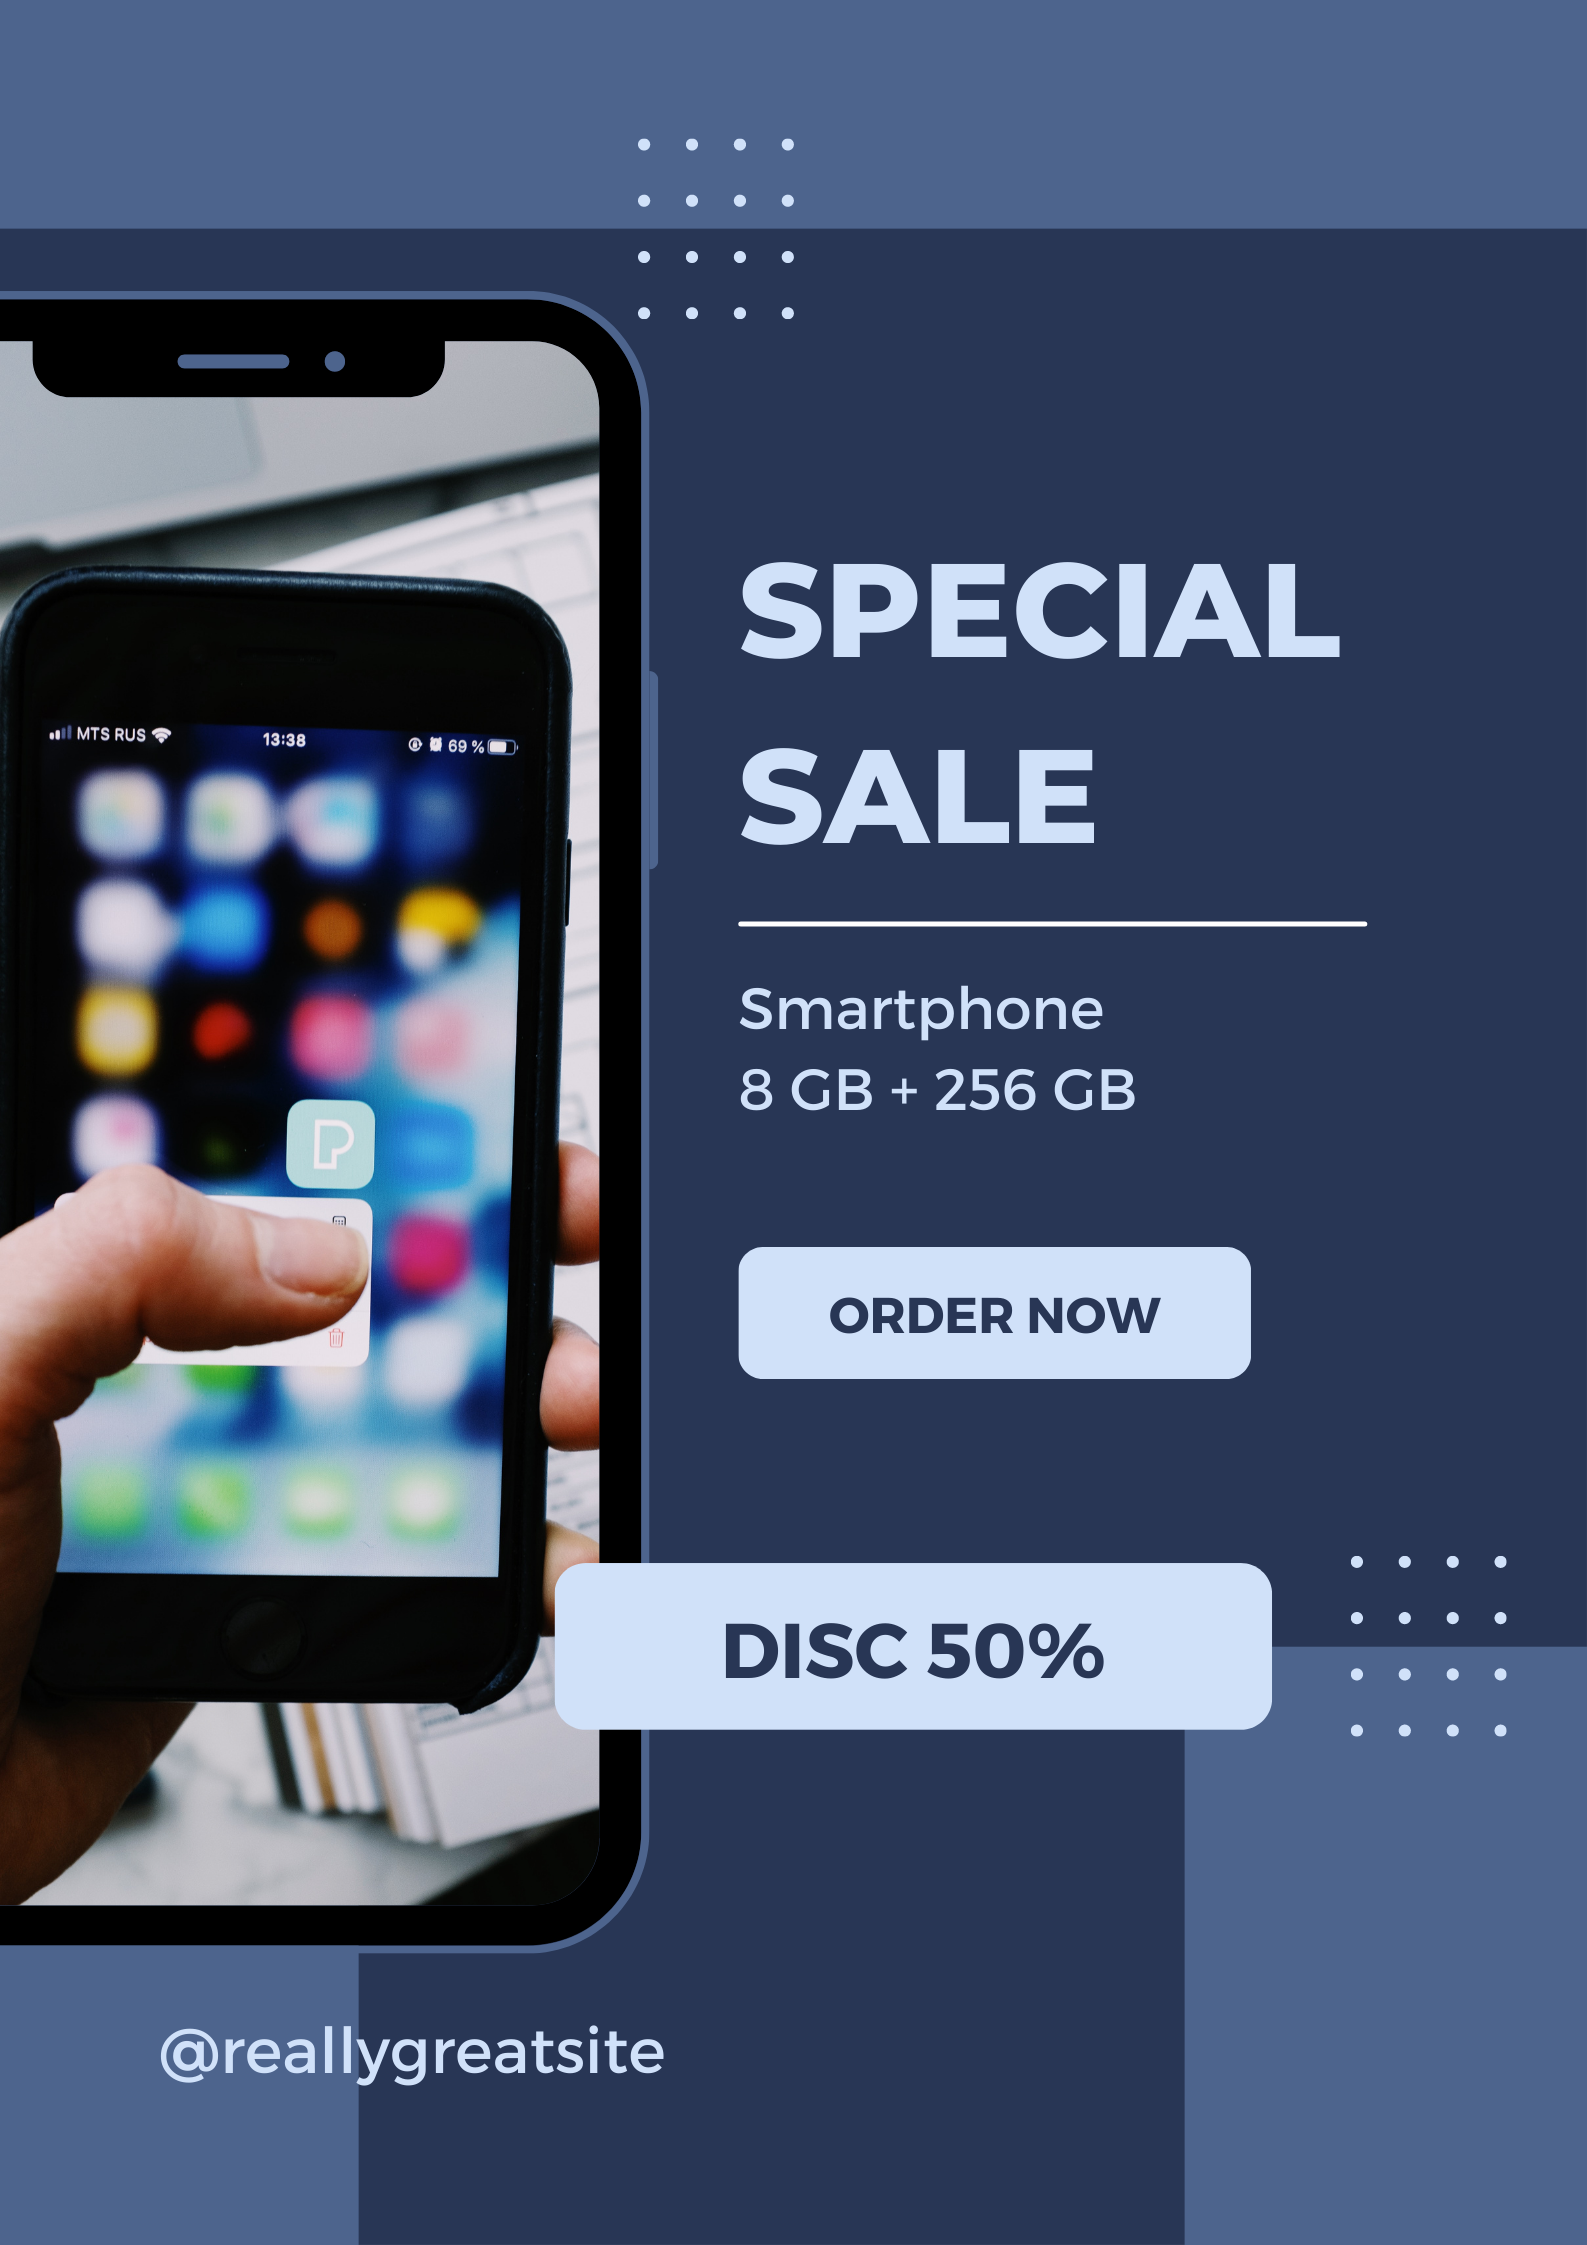 MTS RUS 13:38 69 %
SPECIAL
SALE
Smartphone
8 GB + 256 GB
P
ORDER NOW
DISC 50%
@reallygreatsite